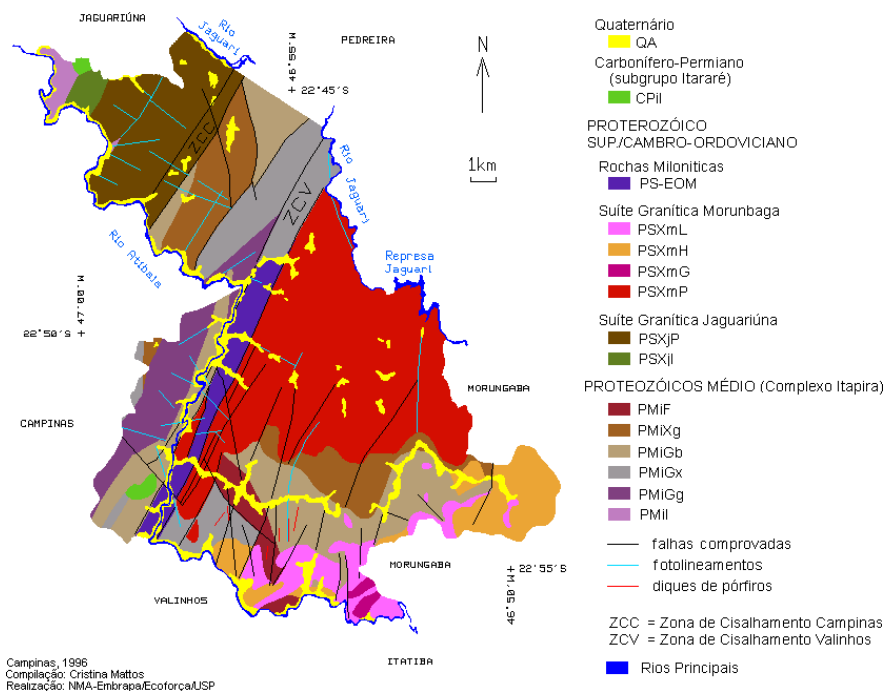 JAGUARIÚNA
Rio Jaguari
PEDREIRA
46°55'W
22°45'S
N
1km
ZCC
ZCV
Rio Jaguari
Rio Atibaia
Represa
Jaguari
47°00'W
22°50'S
MORUNGABA
CAMPINAS
MORUNGABA
22°55'S
46°50'W
VALINHOS
ITATIBA
Campinas, 1996
Compilação: Cristina Mattos
Realização: NMA-Embrapa/Ecoforça/USP
Quaternário
QA
Carbonífero-Permiano
(subgrupo Itararé)
CPiI
PROTEROZÓICO
SUP./CAMBRO-ORDOVICIANO
Rochas Miloniticas
PS-EOM
Suíte Granítica Morunbaga
PSXmL
PSXmH
PSXmG
PSXmP
Suíte Granítica Jaguariúna
PSXjP
PSXjI
PROTEOZÓICOS MÉDIO (Complexo Itapira)
PMiF
PMiXg
PMiGb
PMiGx
PMiGg
PMiI
falhas comprovadas
fotolineamentos
diques de pórfiros
ZCC = Zona de Cisalhamento Campinas
ZCV = Zona de Cisalhamento Valinhos
Rios Principais